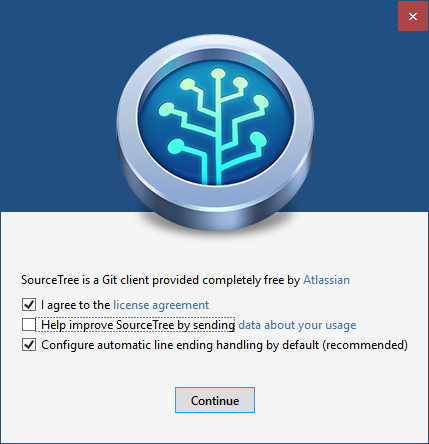 SourceTree is a Git client provided completely free by Atlassian
I agree to the license agreement
Help improve SourceTree by sending data about your usage
Configure automatic line ending handling by default (recommended)
Continue